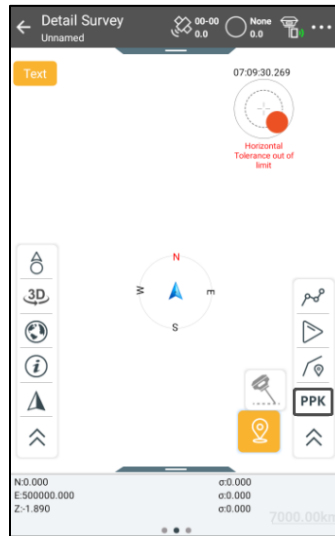 Detail Survey
Unnamed
00-00
0.0
None
0.0
Text
07:09:30.269
Horizontal
Tolerance out of
limit
N
W
E
S
3D
i
PPK
N:0.000
σ:0.000
E:500000.000
σ:0.000
Z:-1.890
σ:0.000
7000.00km